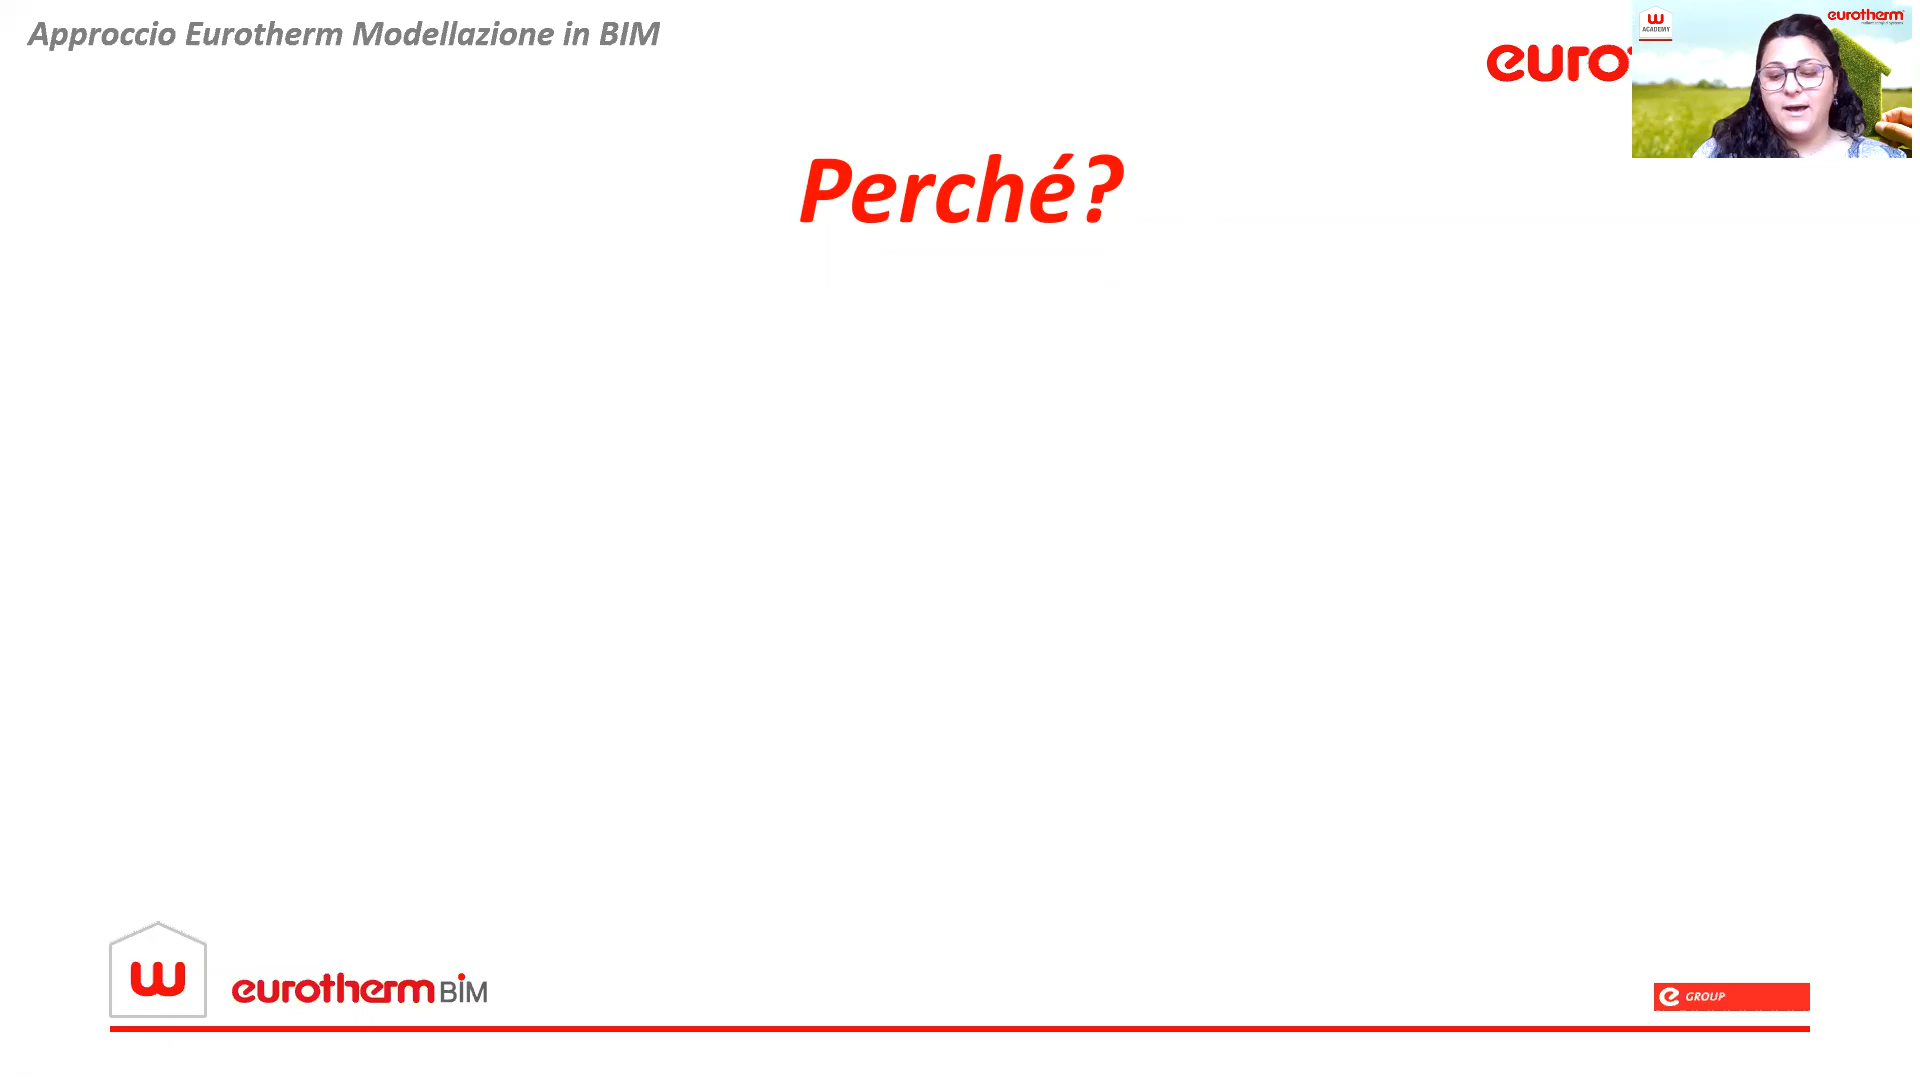 Approccio Eurotherm Modellazione in BIM
euro
W
ACADEMY
eurotherm
Perché?
W
eurotherm BIM
e GROUP